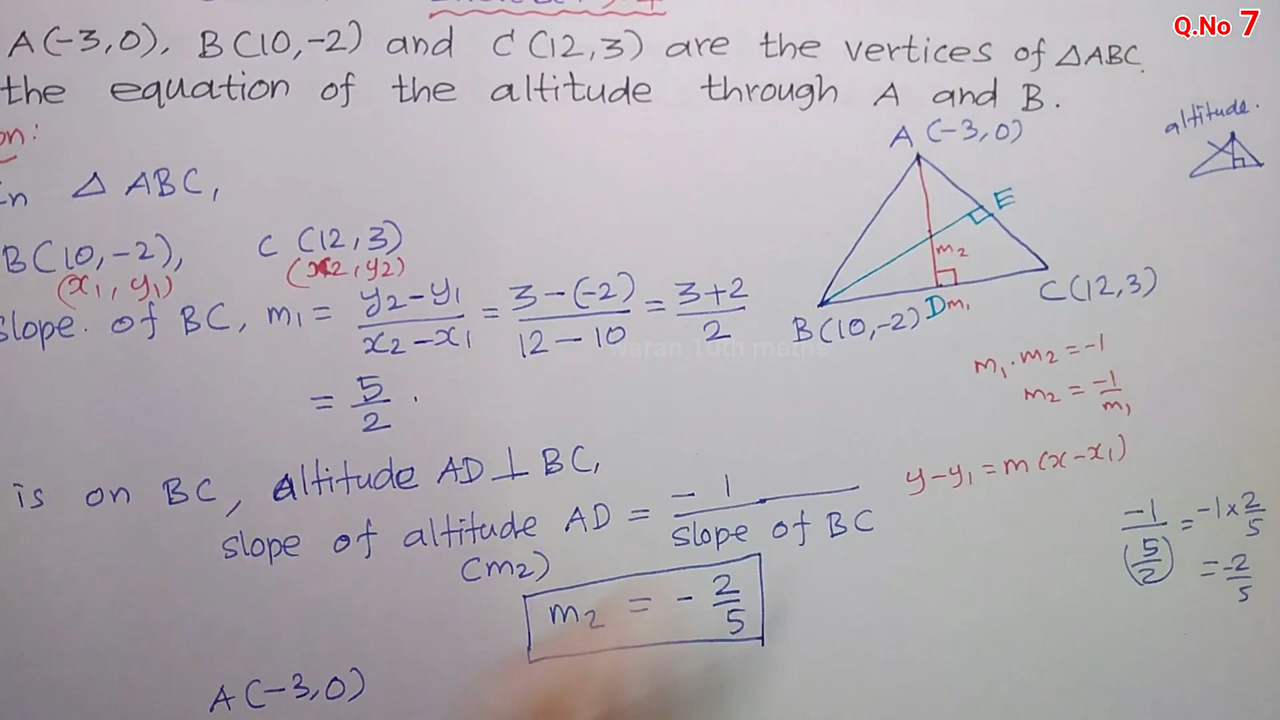 Q.No 7
A(-3,0), B(10,-2) and C(12,3) are the vertices of △ABC.
the equation of the altitude through A and B.
on:
In △ ABC,
B(10,-2), C(12,3)
(x₁, y₁) (x2, y2)
slope. of BC, m₁ = y₂-y₁/x₂-x₁ = 3-(-2)/12-10 = 3+2/2
= 5/2 .
is on BC, altitude AD ⊥ BC,
slope of altitude AD = -1/slope of BC
(m2)
m₂ = - 2/5
A(-3,0)
altitude.
A (-3,0)
E
m₂
C(12,3)
B(10,-2) D m₁
m₁.m₂ = -1
m₂ = -1/m₁
y-y₁ = m(x-x₁)
-1/(5/2) = -1×2/5
= -2/5